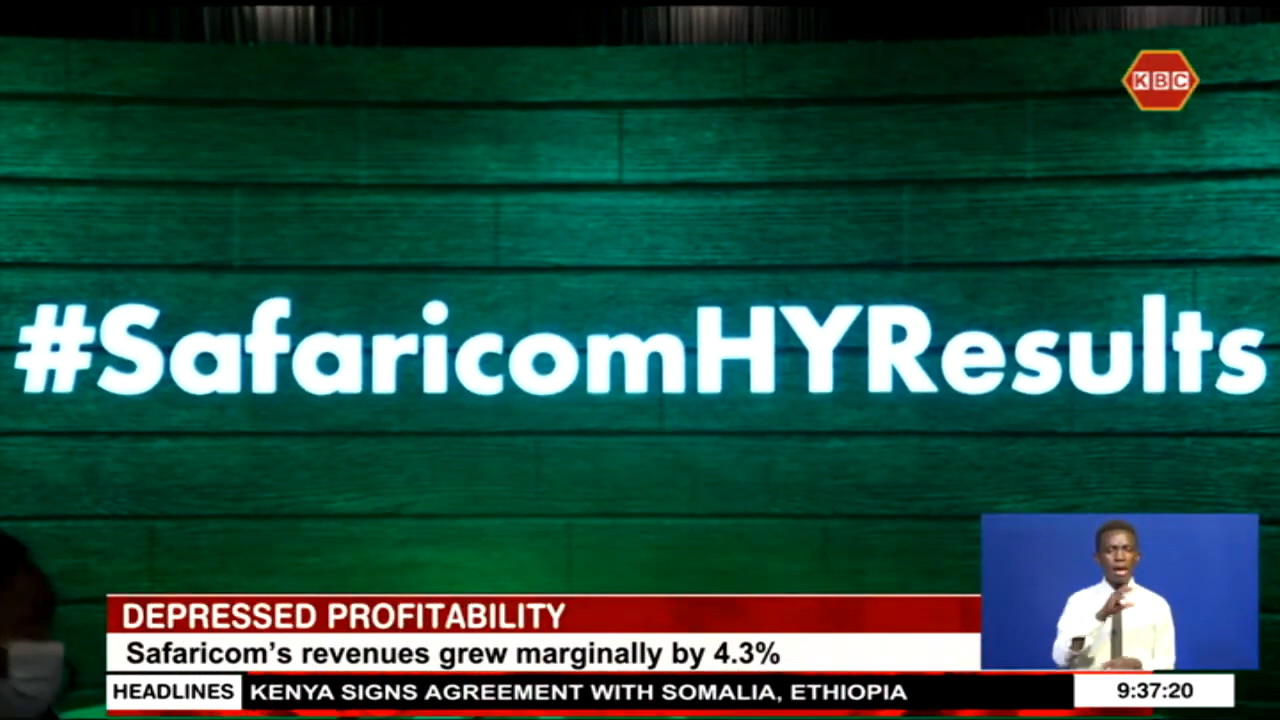 KBC
#SafaricomHYResults
DEPRESSED PROFITABILITY
Safaricom's revenues grew marginally by 4.3%
HEADLINES KENYA SIGNS AGREEMENT WITH SOMALIA, ETHIOPIA 9:37:20